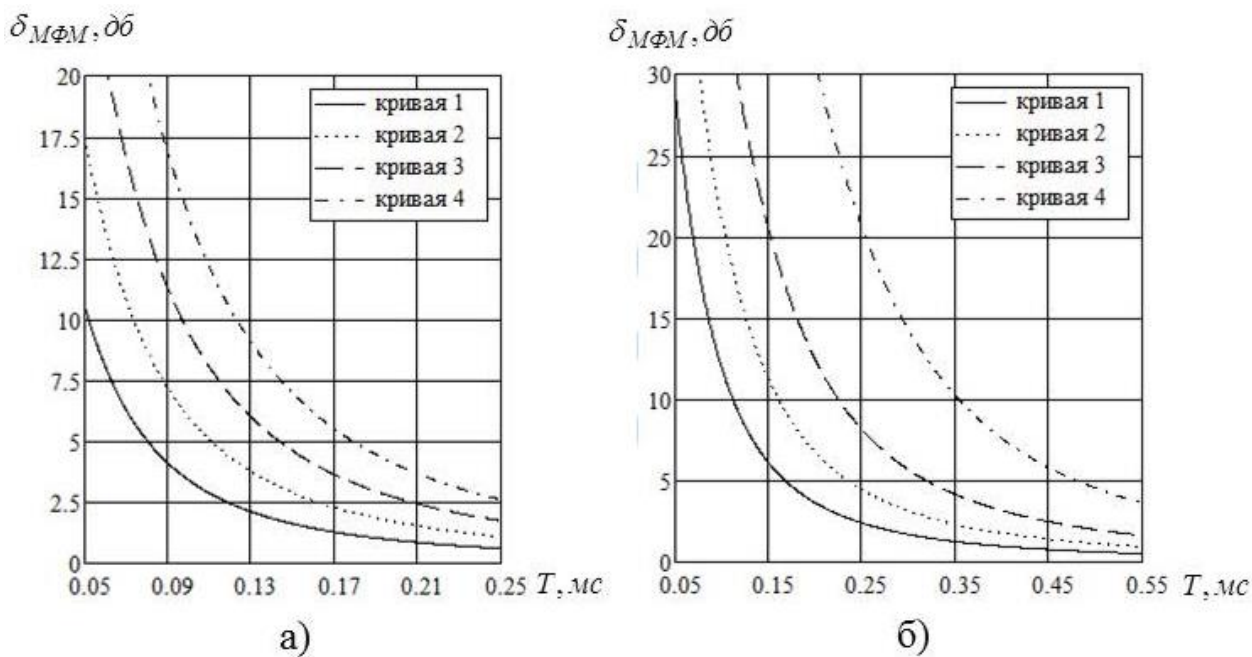 δМФМ, дб
20
17.5
15
12.5
10
7.5
5
2.5
0
0.05 0.09 0.13 0.17 0.21 0.25 T, мс
кривая 1
кривая 2
кривая 3
кривая 4
а)
δМФМ, дб
30
25
20
15
10
5
0
0.05 0.15 0.25 0.35 0.45 0.55 T, мс
кривая 1
кривая 2
кривая 3
кривая 4
б)